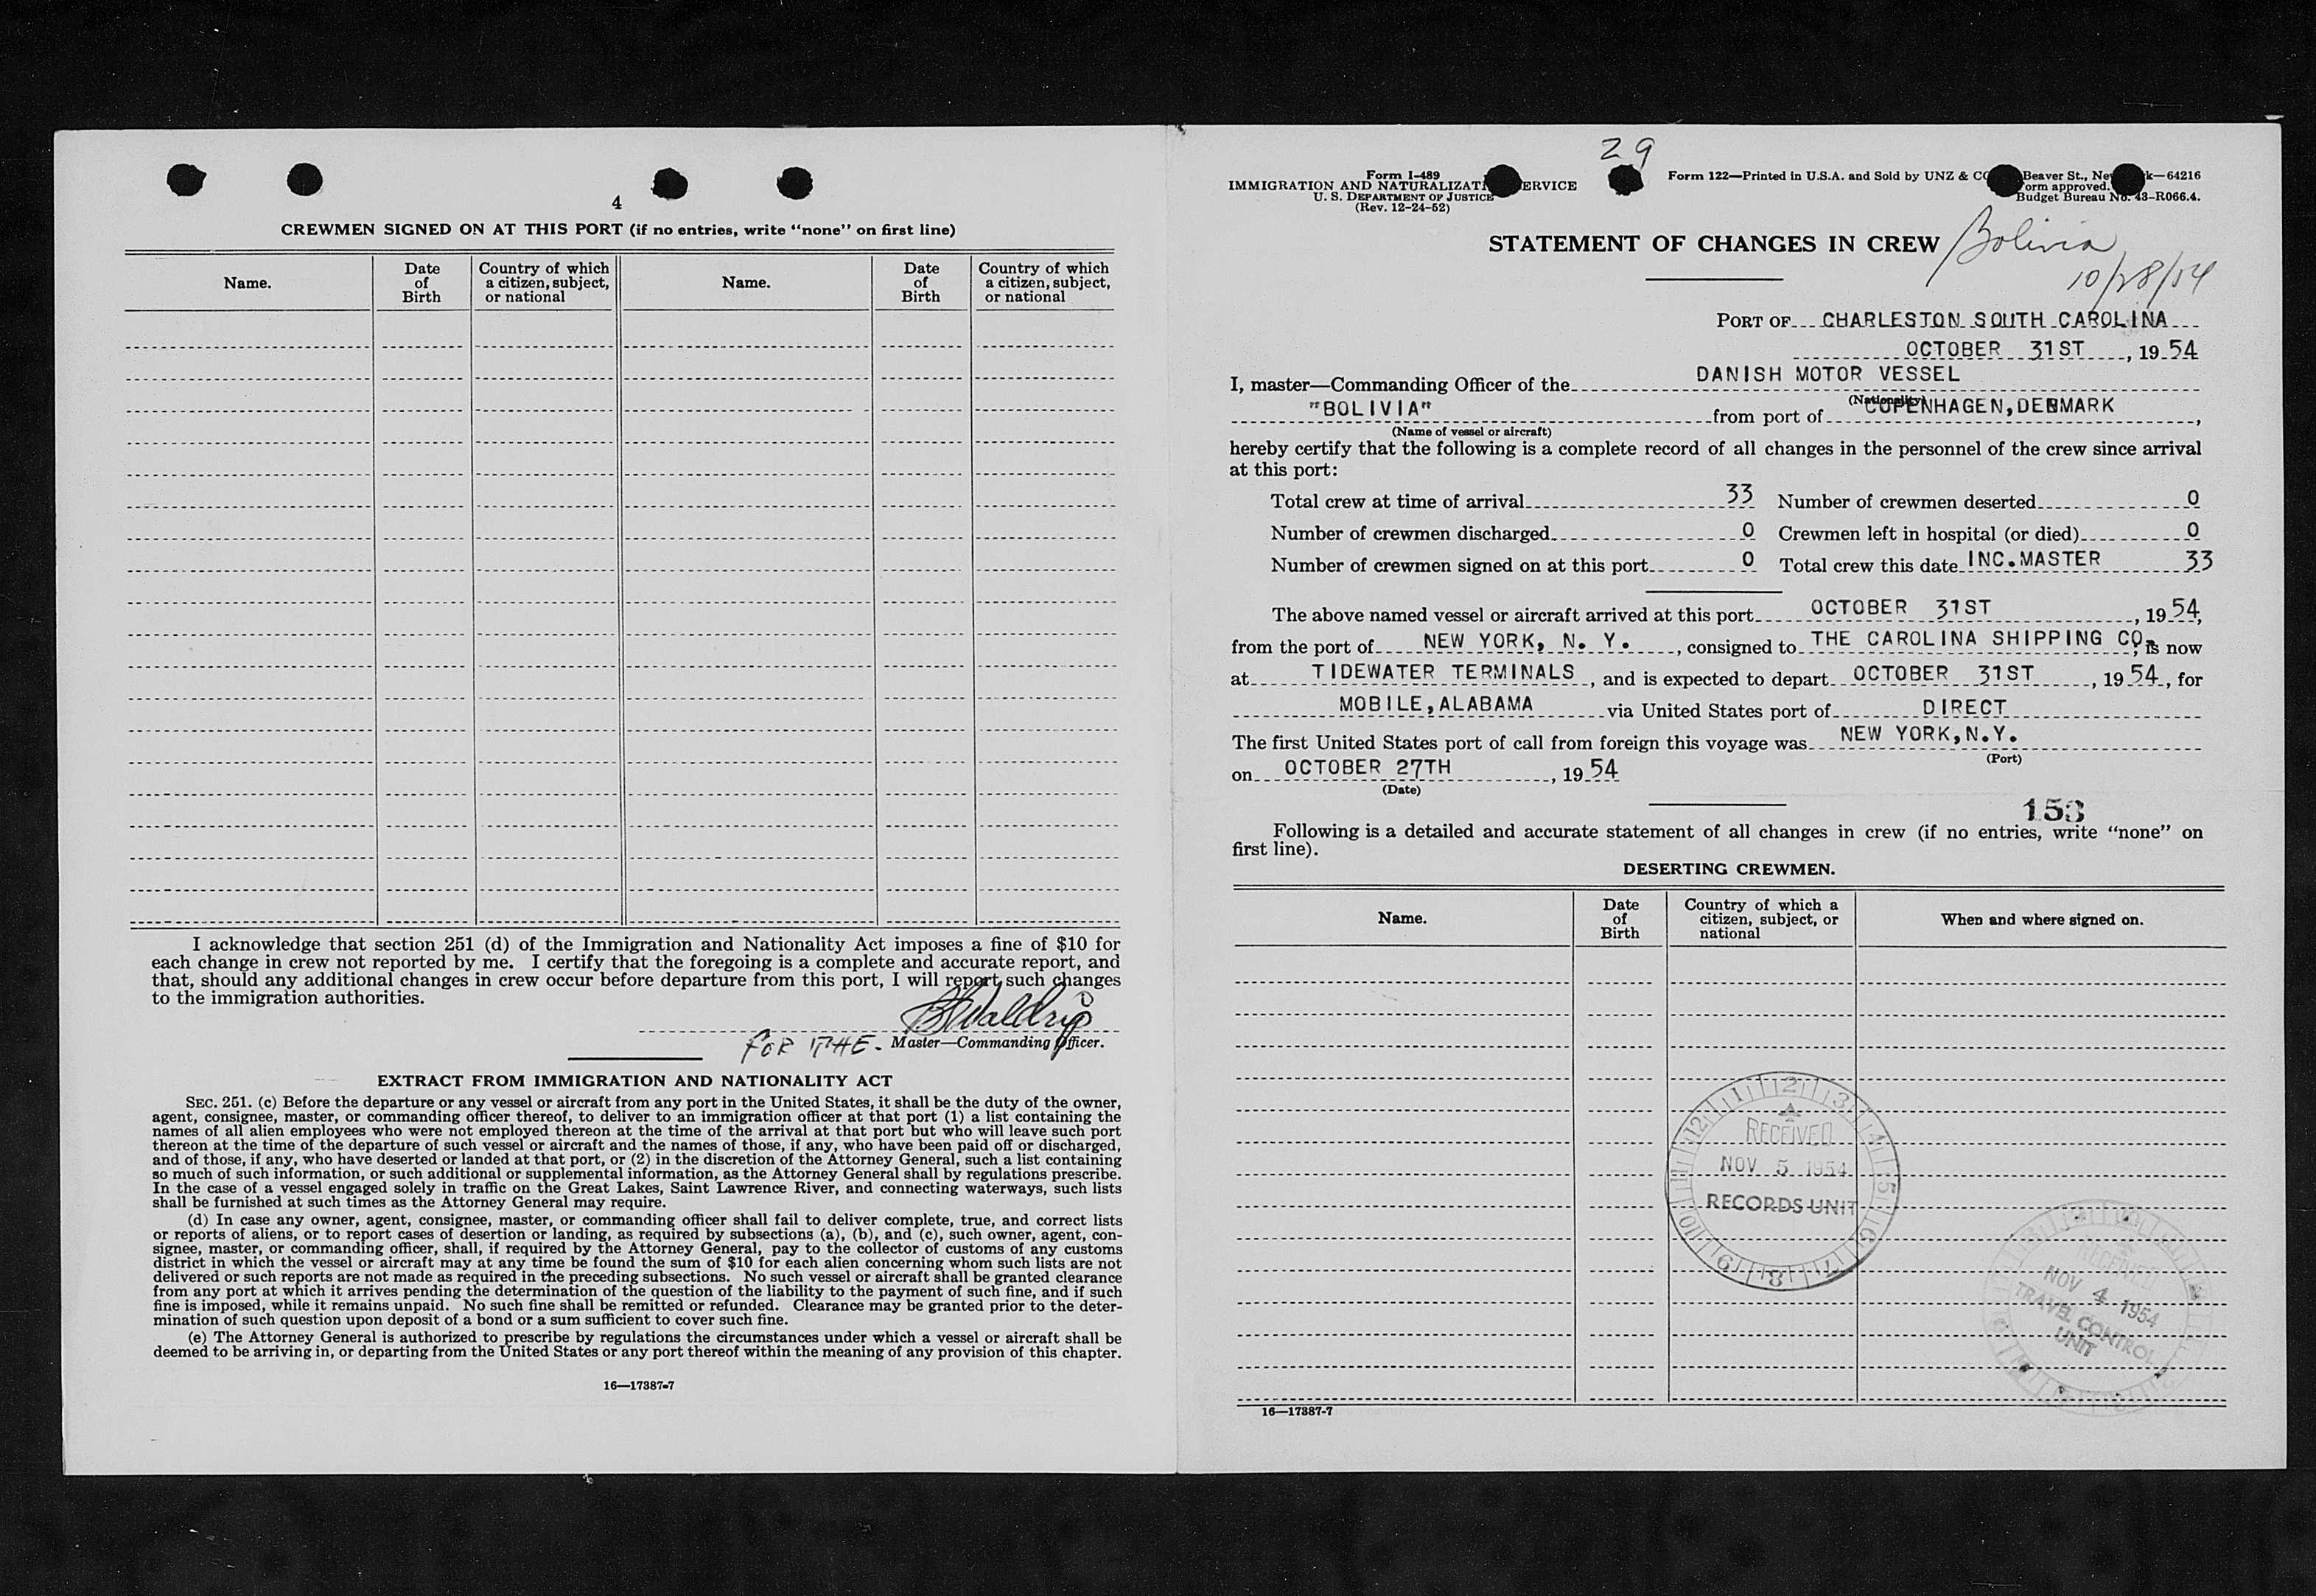 4
CREWMEN SIGNED ON AT THIS PORT (if no entries, write "none" on first line)
Name.
Date of Birth
Country of which a citizen, subject, or national
Name.
Date of Birth
Country of which a citizen, subject, or national
I acknowledge that section 251 (d) of the Immigration and Nationality Act imposes a fine of $10 for
each change in crew not reported by me. I certify that the foregoing is a complete and accurate report, and
that, should any additional changes in crew occur before departure from this port, I will report such changes
to the immigration authorities.
FOR THE. Master—Commanding Officer.
EXTRACT FROM IMMIGRATION AND NATIONALITY ACT
SEC. 251. (c) Before the departure or any vessel or aircraft from any port in the United States, it shall be the duty of the owner,
agent, consignee, master, or commanding officer thereof, to deliver to an immigration officer at that port (1) a list containing the
names of all alien employees who were not employed thereon at the time of the arrival at that port but who will leave such port
thereon at the time of the departure of such vessel or aircraft and the names of those, if any, who have been paid off or discharged,
and of those, if any, who have deserted or landed at that port, or (2) in the discretion of the Attorney General, such a list containing
so much of such information, or such additional or supplemental information, as the Attorney General shall by regulations prescribe.
In the case of a vessel engaged solely in traffic on the Great Lakes, Saint Lawrence River, and connecting waterways, such lists
shall be furnished at such times as the Attorney General may require.
(d) In case any owner, agent, consignee, master, or commanding officer shall fail to deliver complete, true, and correct lists
or reports of aliens, or to report cases of desertion or landing, as required by subsections (a), (b), and (c), such owner, agent, con-
signee, master, or commanding officer, shall, if required by the Attorney General, pay to the collector of customs of any customs
district in which the vessel or aircraft may at any time be found the sum of $10 for each alien concerning whom such lists are not
delivered or such reports are not made as required in the preceding subsections. No such vessel or aircraft shall be granted clearance
from any port at which it arrives pending the determination of the question of the liability to the payment of such fine, and if such
fine is imposed, while it remains unpaid. No such fine shall be remitted or refunded. Clearance may be granted prior to the deter-
mination of such question upon deposit of a bond or a sum sufficient to cover such fine.
(e) The Attorney General is authorized to prescribe by regulations the circumstances under which a vessel or aircraft shall be
deemed to be arriving in, or departing from the United States or any port thereof within the meaning of any provision of this chapter.
16—17387-7
29
Form I-489
IMMIGRATION AND NATURALIZATI ERVICE
U. S. DEPARTMENT OF JUSTICE
(Rev. 12-24-52)
Form 122—Printed in U.S.A. and Sold by UNZ & CO Beaver St., New k—64216
orm approved.
Budget Bureau No. 43-R066.4.
STATEMENT OF CHANGES IN CREW Bolivia
10/28/54
PORT OF CHARLESTON SOUTH CAROLINA
OCTOBER 31ST, 19 54
I, master—Commanding Officer of the DANISH MOTOR VESSEL
(Nationality)
"BOLIVIA" from port of COPENHAGEN, DENMARK,
(Name of vessel or aircraft)
hereby certify that the following is a complete record of all changes in the personnel of the crew since arrival
at this port:
Total crew at time of arrival 33 Number of crewmen deserted 0
Number of crewmen discharged 0 Crewmen left in hospital (or died) 0
Number of crewmen signed on at this port 0 Total crew this date INC.MASTER 33
The above named vessel or aircraft arrived at this port OCTOBER 31ST, 19 54,
from the port of NEW YORK, N. Y., consigned to THE CAROLINA SHIPPING CO., is now
at TIDEWATER TERMINALS, and is expected to depart OCTOBER 31ST, 19 54, for
MOBILE, ALABAMA via United States port of DIRECT
The first United States port of call from foreign this voyage was NEW YORK,N.Y.
(Port)
on OCTOBER 27TH, 19 54
(Date)
153
Following is a detailed and accurate statement of all changes in crew (if no entries, write "none" on
first line).
DESERTING CREWMEN.
Name.
Date of Birth
Country of which a citizen, subject, or national
When and where signed on.
12 1 2 3 4 5 6 7 8 9 10 11
RECEIVED
NOV 5 1954
RECORDS UNIT
RECEIVED
NOV 4 1954
TRAVEL CONTROL
UNIT
16—17387-7